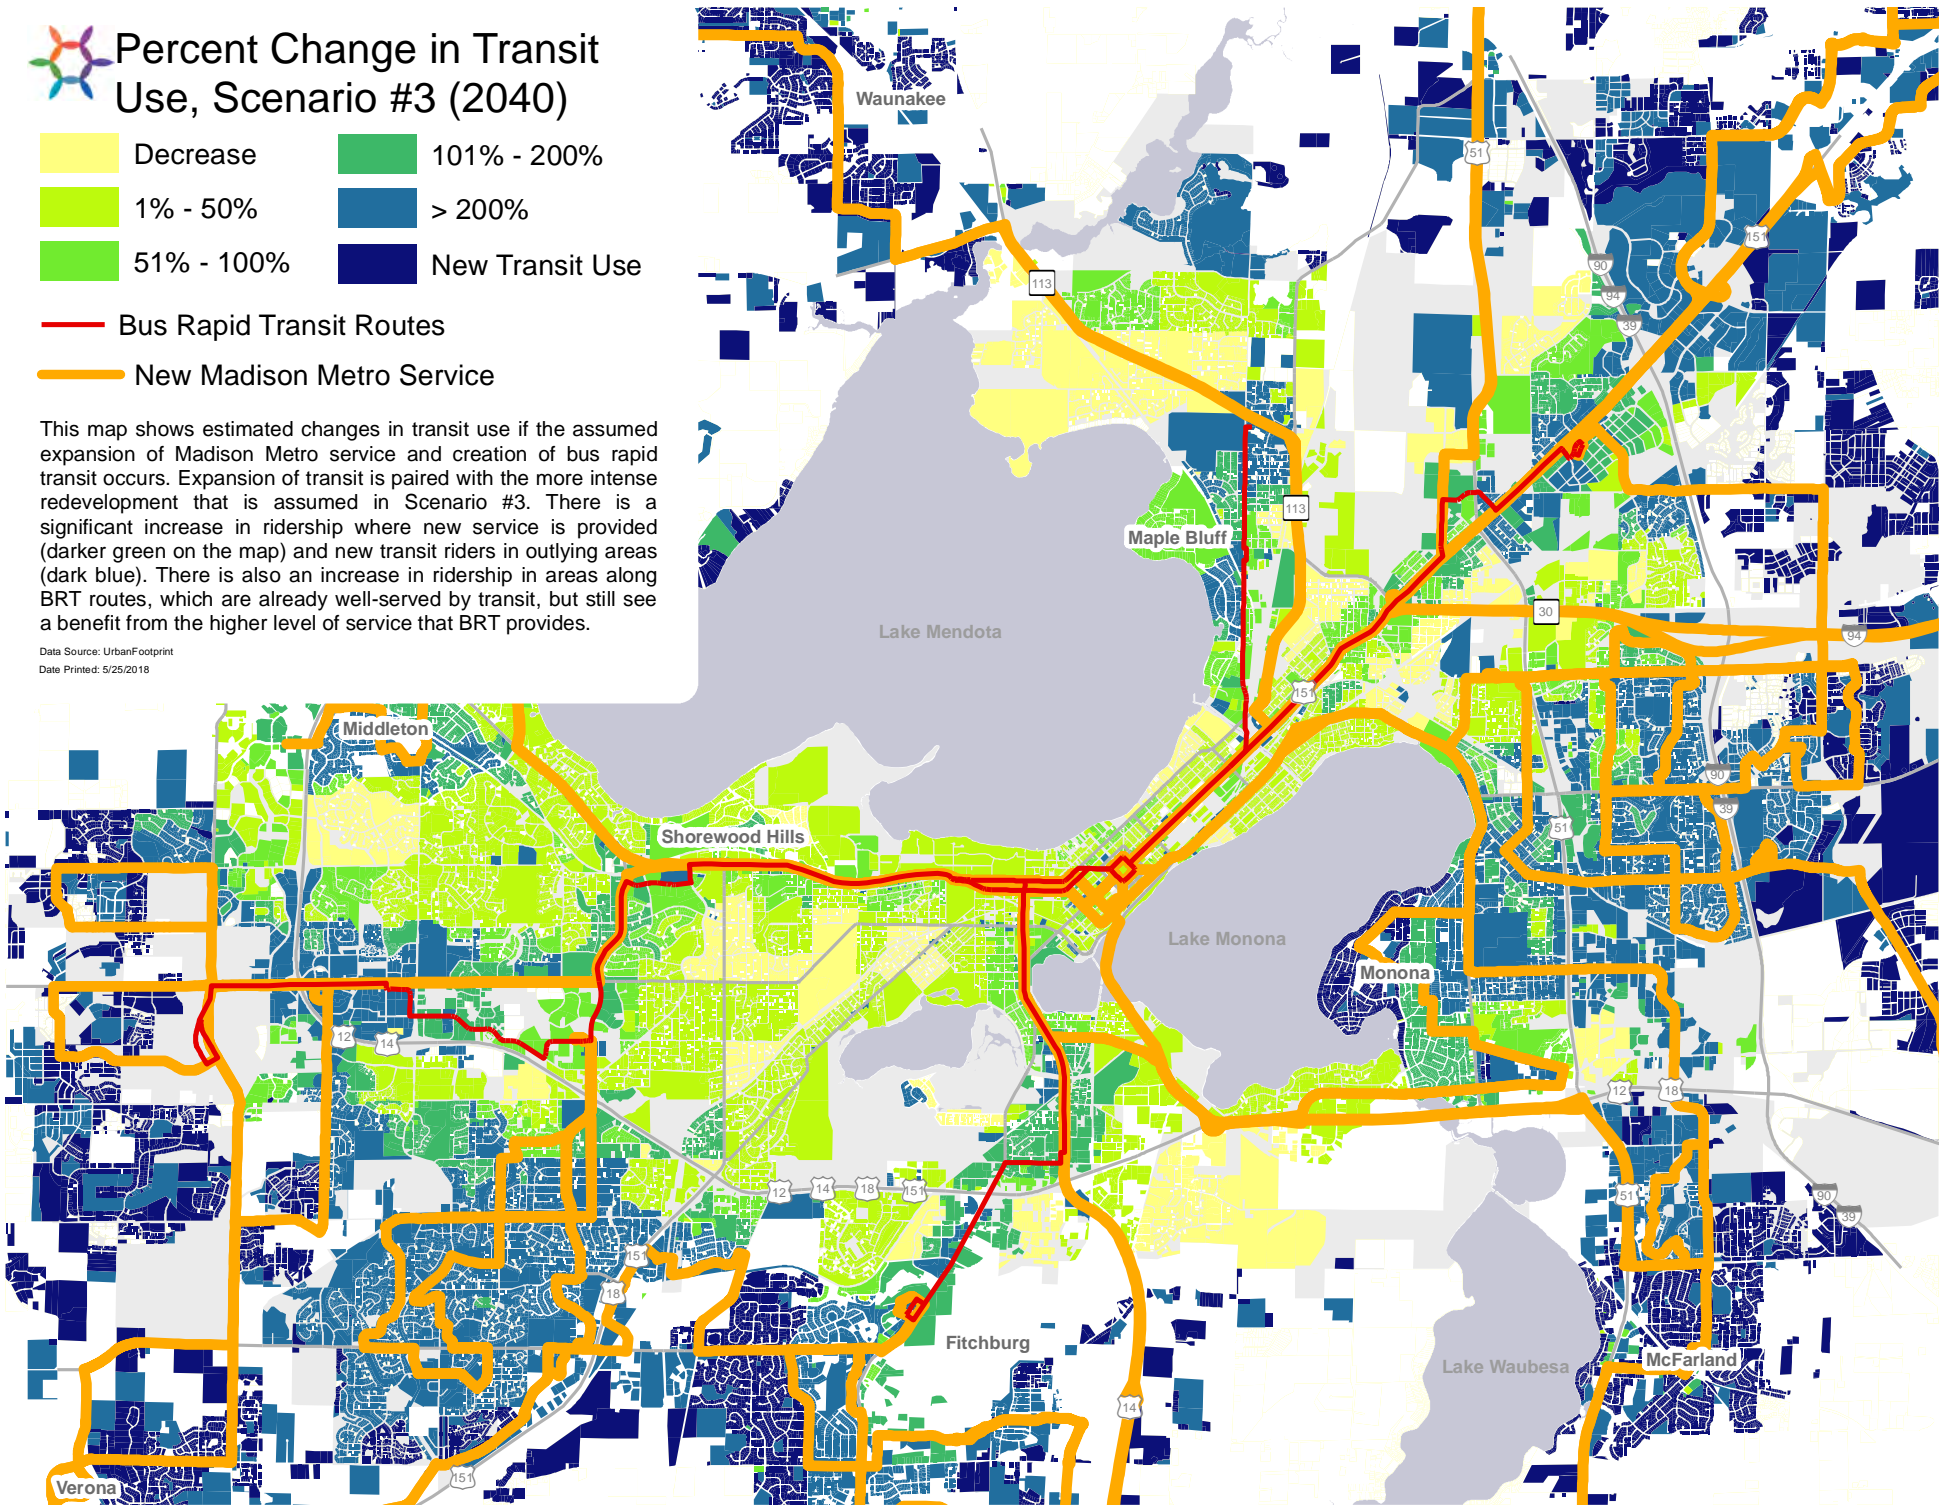 Percent Change in Transit
Use, Scenario #3 (2040)
Decrease
1% - 50%
51% - 100%
101% - 200%
> 200%
New Transit Use
Bus Rapid Transit Routes
New Madison Metro Service
This map shows estimated changes in transit use if the assumed
expansion of Madison Metro service and creation of bus rapid
transit occurs. Expansion of transit is paired with the more intense
redevelopment that is assumed in Scenario #3. There is a
significant increase in ridership where new service is provided
(darker green on the map) and new transit riders in outlying areas
(dark blue). There is also an increase in ridership in areas along
BRT routes, which are already well-served by transit, but still see
a benefit from the higher level of service that BRT provides.
Data Source: UrbanFootprint
Date Printed: 5/25/2018
Waunakee
51
151
90
94
39
113
113
Maple Bluff
30
94
Lake Mendota
151
Middleton
90
39
51
Shorewood Hills
Lake Monona
Monona
12
14
12
18
12
14
18
151
51
90
39
151
18
Fitchburg
Lake Waubesa
McFarland
14
151
Verona